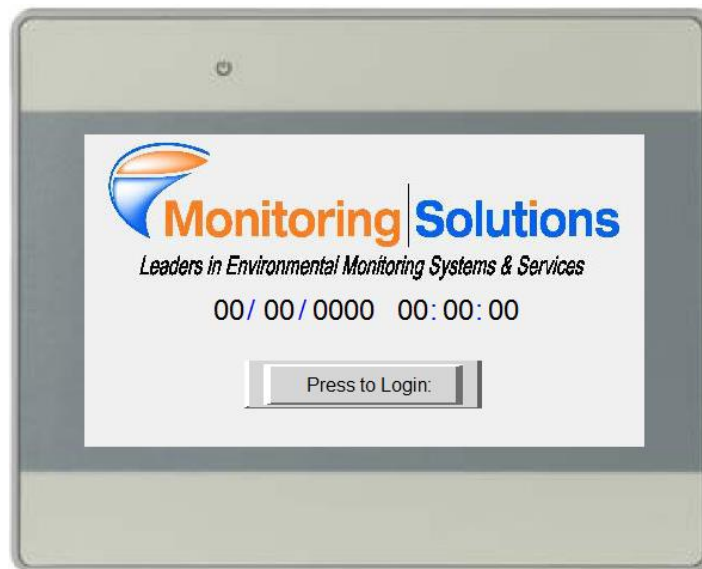 Monitoring Solutions
Leaders in Environmental Monitoring Systems & Services
00/ 00/ 0000 00: 00: 00
Press to Login: